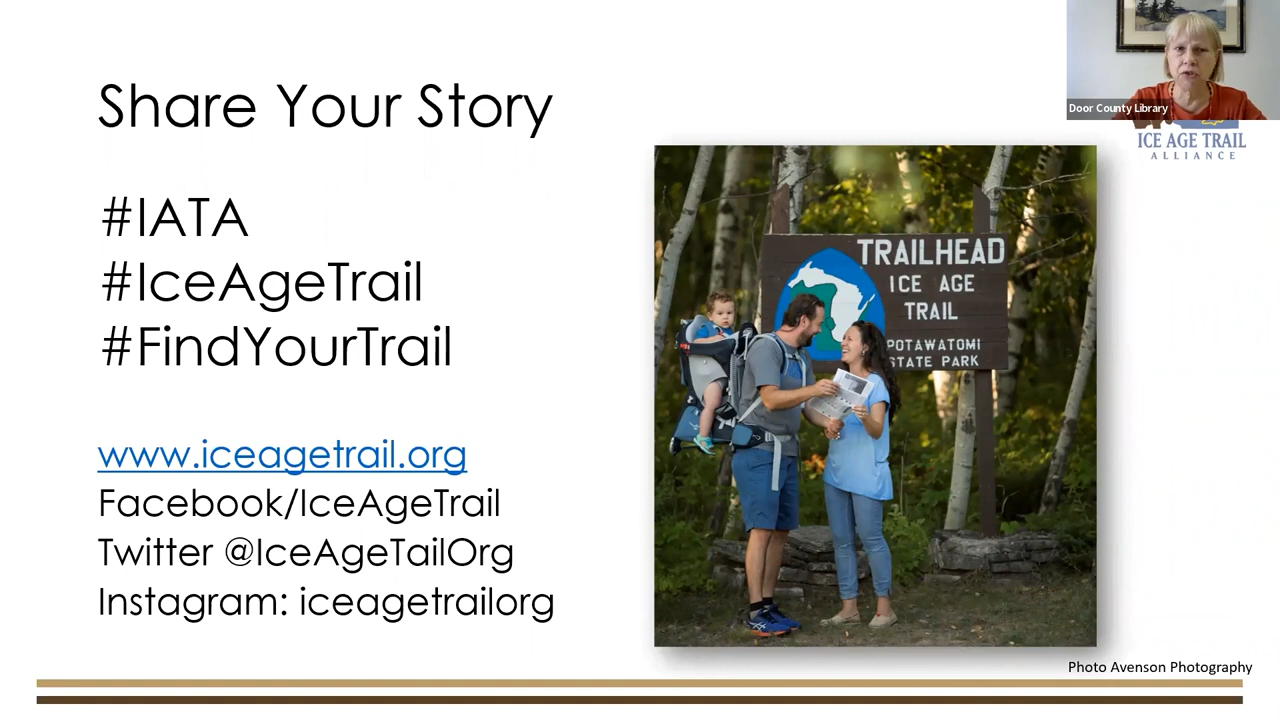 Share Your Story
#IATA
#IceAgeTrail
#FindYourTrail
www.iceagetrail.org
Facebook/IceAgeTrail
Twitter @IceAgeTailOrg
Instagram: iceagetrailorg
TRAILHEAD
ICE AGE
TRAIL
POTAWATOMI
STATE PARK
Door County Library
ICE AGE TRAIL
ALLIANCE
Photo Avenson Photography